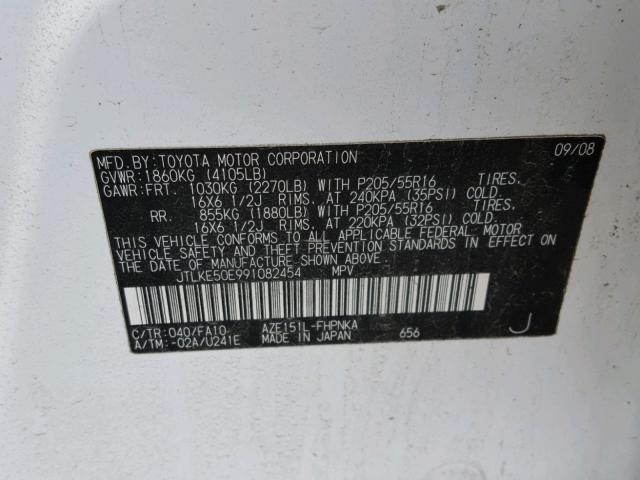 MFD.BY:TOYOTA MOTOR CORPORATION 09/08
GVWR:1860KG (4105LB)
GAWR:FRT. 1030KG (2270LB) WITH P205/55R16 TIRES.
16X6 1/2J RIMS, AT 240KPA (35PSI) COLD.
RR. 855KG (1880LB) WITH P205/55R16 TIRES.
16X6 1/2J RIMS, AT 220KPA (32PSI) COLD.
THIS VEHICLE CONFORMS TO ALL APPLICABLE FEDERAL MOTOR
VEHICLE SAFETY AND THEFT PREVENTION STANDARDS IN EFFECT ON
THE DATE OF MANUFACTURE SHOWN ABOVE.
JTLKE50E991082454 MPV
C/TR:040/FA10 AZE151L-FHPNKA
A/TM:-02A/U241E MADE IN JAPAN 656 J